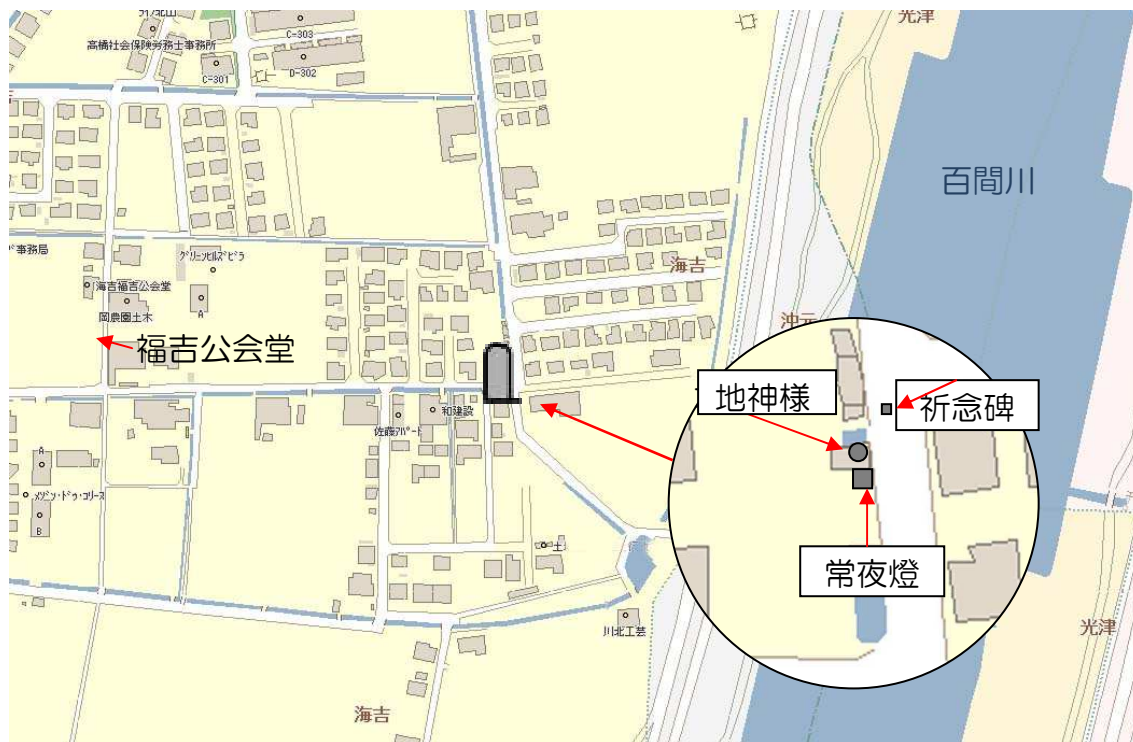 光津
C-303
高橋社会保険労務士事務所
D-302
C-301
百間川
事務局
グリーンヒルズビラ
海吉
海吉福吉公会堂
岡農園土木
A
沖元
福吉公会堂
地神様
祈念碑
和建設
佐藤アパート
A
メゾン・ドゥ・コリーヌ
B
土
常夜燈
川北工芸
光津
海吉